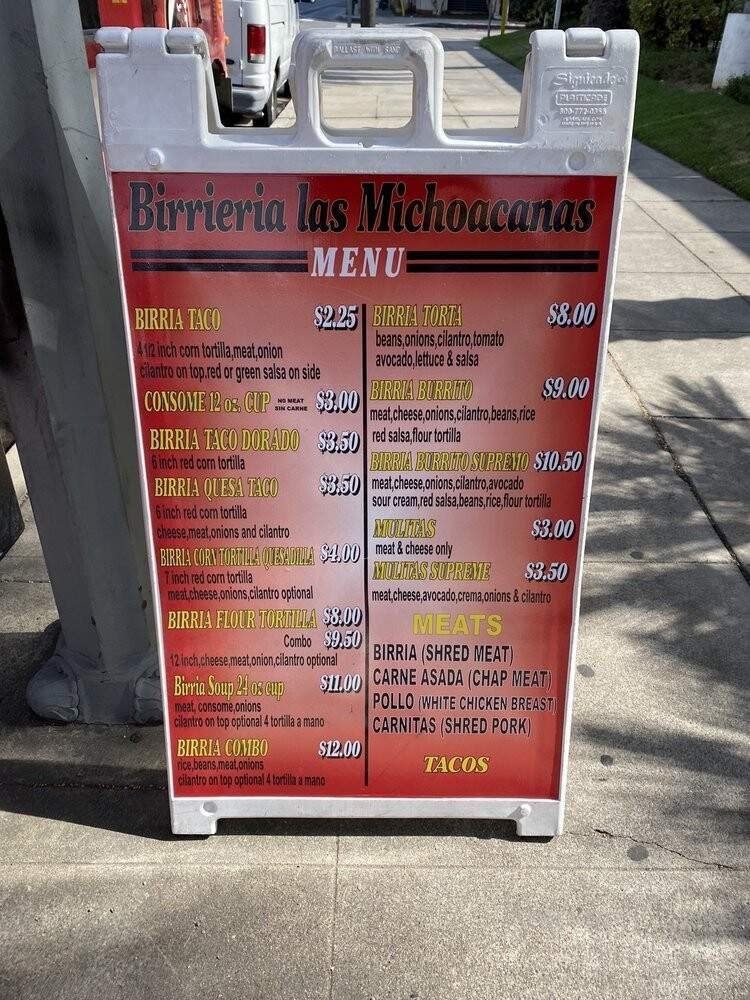 BALLAST WITH SAND
Signicade®
PLASTICADE
800-772-0355
Birrieria las Michoacanas
MENU
BIRRIA TACO $2.25
4 1/2 inch corn tortilla,meat,onion
cilantro on top,red or green salsa on side
CONSOME 12 oz. CUP NO MEAT SIN CARNE $3.00
BIRRIA TACO DORADO $3.50
6 inch red corn tortilla
BIRRIA QUESA TACO $3.50
6 inch red corn tortilla
cheese,meat,onions and cilantro
BIRRIA CORN TORTILLA QUESADILLA $4.00
7 inch red corn tortilla
meat,cheese,onions,cilantro optional
BIRRIA FLOUR TORTILLA $8.00
Combo $9.50
12 inch,cheese,meat,onion,cilantro optional
Birria Soup 24 oz cup $11.00
meat, consome,onions
cilantro on top optional 4 tortilla a mano
BIRRIA COMBO $12.00
rice,beans,meat,onions
cilantro on top optional 4 tortilla a mano
BIRRIA TORTA $8.00
beans,onions,cilantro,tomato
avocado,lettuce & salsa
BIRRIA BURRITO $9.00
meat,cheese,onions,cilantro,beans,rice
red salsa,flour tortilla
BIRRIA BURRITO SUPREMO $10.50
meat,cheese,onions,cilantro,avocado
sour cream,red salsa,beans,rice,flour tortilla
MULITAS $3.00
meat & cheese only
MULITAS SUPREME $3.50
meat,cheese,avocado,crema,onions & cilantro
MEATS
BIRRIA (SHRED MEAT)
CARNE ASADA (CHAP MEAT)
POLLO (WHITE CHICKEN BREAST)
CARNITAS (SHRED PORK)
TACOS